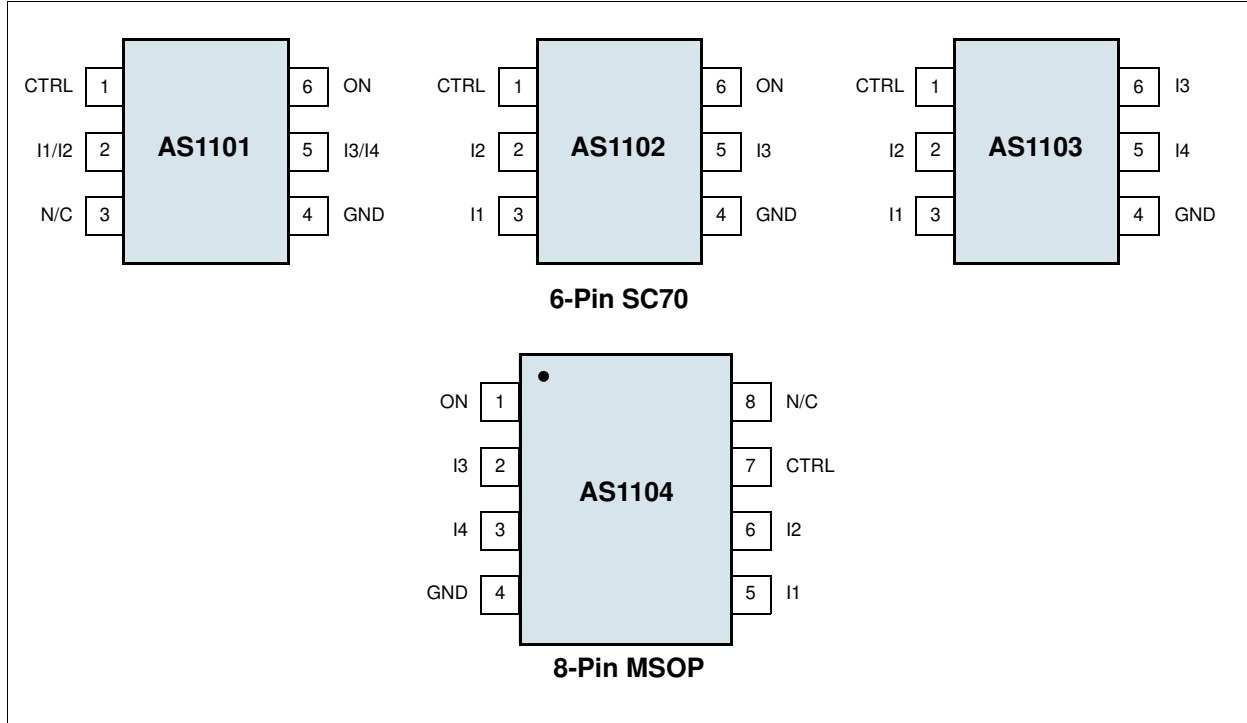 CTRL 1 AS1101 6 ON
I1/I2 2 5 I3/I4
N/C 3 4 GND
CTRL 1 AS1102 6 ON
I2 2 5 I3
I1 3 4 GND
CTRL 1 AS1103 6 I3
I2 2 5 I4
I1 3 4 GND
6-Pin SC70
ON 1 8 N/C
I3 2 7 CTRL
AS1104
I4 3 6 I2
GND 4 5 I1
8-Pin MSOP